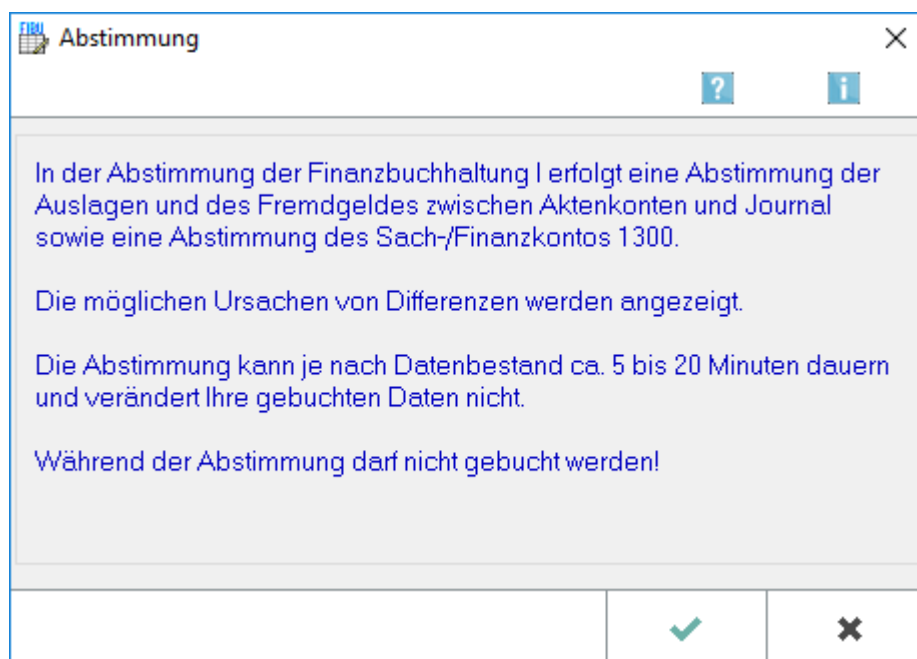 FIBU
Abstimmung
?
i
In der Abstimmung der Finanzbuchhaltung I erfolgt eine Abstimmung der
Auslagen und des Fremdgeldes zwischen Aktenkonten und Journal
sowie eine Abstimmung des Sach-/Finanzkontos 1300.
Die möglichen Ursachen von Differenzen werden angezeigt.
Die Abstimmung kann je nach Datenbestand ca. 5 bis 20 Minuten dauern
und verändert Ihre gebuchten Daten nicht.
Während der Abstimmung darf nicht gebucht werden!